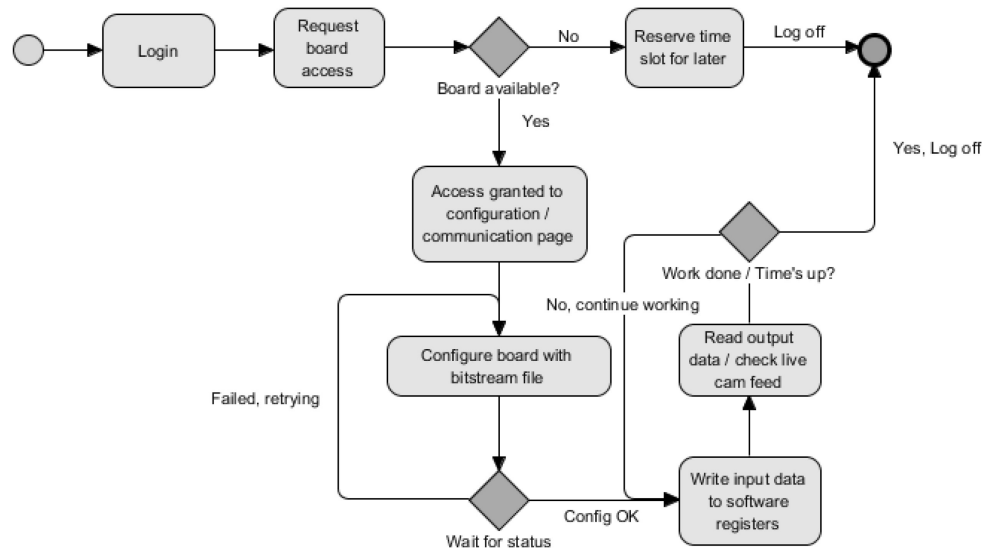 Login
Request
board
access
Board available?
No
Reserve time
slot for later
Log off
Yes
Access granted to
configuration /
communication page
Yes, Log off
Work done / Time's up?
No, continue working
Configure board with
bitstream file
Failed, retrying
Read output
data / check live
cam feed
Wait for status
Config OK
Write input data
to software
registers